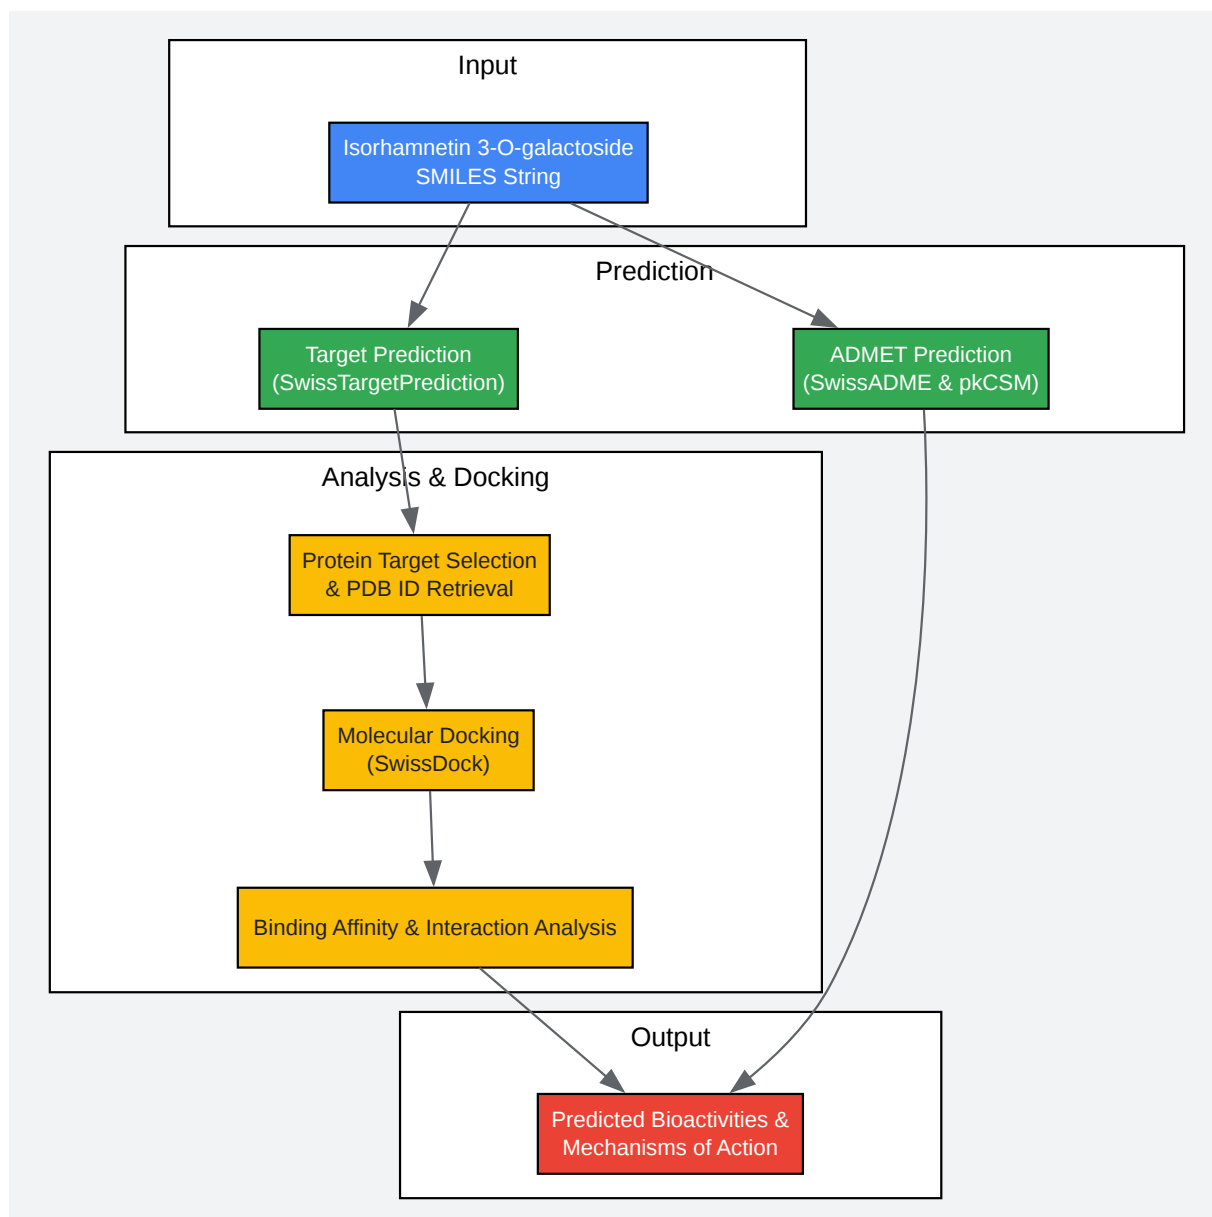 Input
Isorhamnetin 3-O-galactoside
SMILES String
Prediction
Target Prediction
(SwissTargetPrediction)
ADMET Prediction
(SwissADME & pkCSM)
Analysis & Docking
Protein Target Selection
& PDB ID Retrieval
Molecular Docking
(SwissDock)
Binding Affinity & Interaction Analysis
Output
Predicted Bioactivities &
Mechanisms of Action